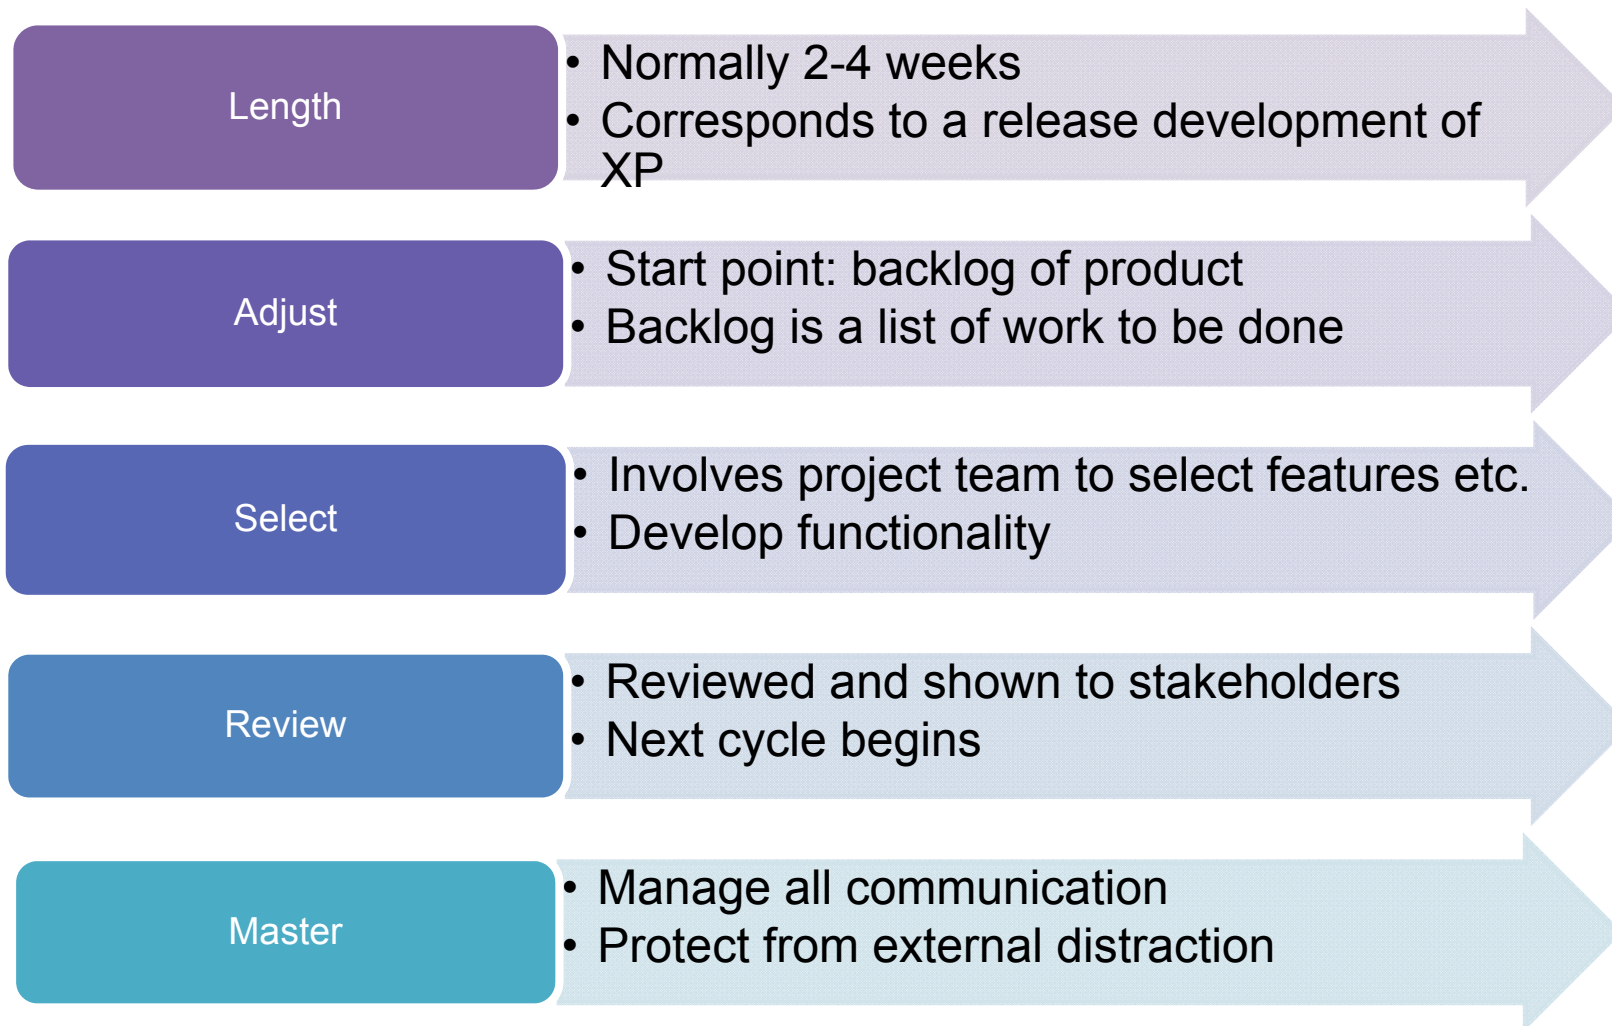 Length
• Normally 2-4 weeks
• Corresponds to a release development of
XP
Adjust
• Start point: backlog of product
• Backlog is a list of work to be done
Select
• Involves project team to select features etc.
• Develop functionality
Review
• Reviewed and shown to stakeholders
• Next cycle begins
Master
• Manage all communication
• Protect from external distraction